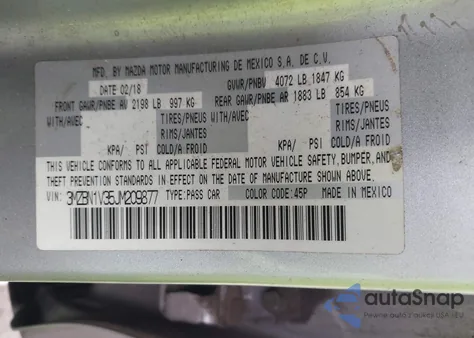 MFD. BY MAZDA MOTOR MANUFACTURING DE MEXICO S.A. DE C.V.
DATE 02/18 GVWR/PNBV 4072 LB 1847 KG
FRONT GAWR/PNBE AV 2198 LB 997 KG REAR GAWR/PNBE AR 1883 LB 854 KG
WITH/AVEC TIRES/PNEUS WITH/AVEC TIRES/PNEUS
RIMS/JANTES RIMS/JANTES
KPA/ PSI COLD/A FROID KPA/ PSI COLD/A FROID
THIS VEHICLE CONFORMS TO ALL APPLICABLE FEDERAL MOTOR VEHICLE SAFETY, BUMPER, AND
THEFT PREVENTION STANDARDS IN EFFECT ON THE DATE OF MANUFACTURE SHOWN ABOVE.
VIN: 3MZBN1V35JM209877 TYPE:PASS CAR COLOR CODE:45P MADE IN MEXICO
autoSnap